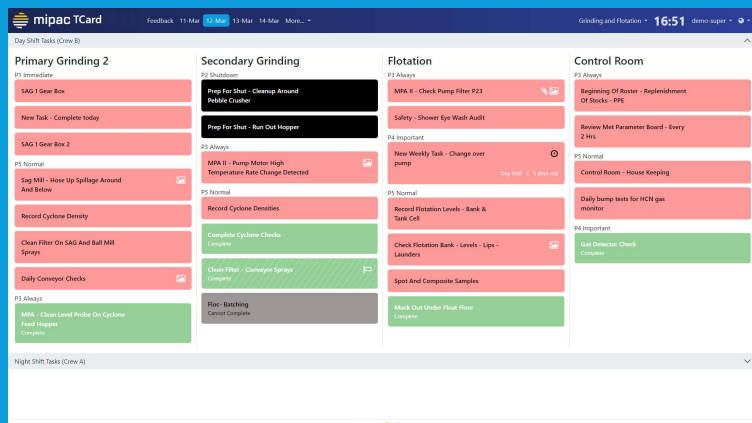 mipac TCard
Feedback 11-Mar 12-Mar 13-Mar 14-Mar More...
Grinding and Flotation 16:51 demo-super
Day Shift Tasks (Crew B)
Primary Grinding 2
P1 Immediate
SAG 1 Gear Box
New Task - Complete today
SAG 1 Gear Box 2
P5 Normal
Sag Mill - Hose Up Spillage Around
And Below
Record Cyclone Density
Clean Filter On SAG And Ball Mill
Sprays
Daily Conveyor Checks
P3 Always
MPA - Clean Level Probe On Cyclone
Feed Hopper
Complete
Secondary Grinding
P2 Shutdown
Prep For Shut - Cleanup Around
Pebble Crusher
Prep For Shut - Run Out Hopper
P3 Always
MPA II - Pump Motor High
Temperature Rate Change Detected
P5 Normal
Record Cyclone Densities
Complete Cyclone Checks
Complete
Clean Filter - Conveyor Sprays
Complete
Floc- Batching
Cannot Complete
Flotation
P3 Always
MPA II - Check Pump Filter P23
Safety - Shower Eye Wash Audit
P4 Important
New Weekly Task - Change over
pump
Day Shift
P5 Normal
Record Flotation Levels - Bank &
Tank Cell
Check Flotation Bank - Levels - Lips -
Launders
Spot And Composite Samples
Muck Out Under Float Floor
Complete
Control Room
P3 Always
Beginning Of Roster - Replenishment
Of Stocks - PPE
Review Met Parameter Board - Every
2 Hrs
P5 Normal
Control Room - House Keeping
Daily bump tests for HCN gas
monitor
P4 Important
Gas Detector Check
Complete
Night Shift Tasks (Crew A)